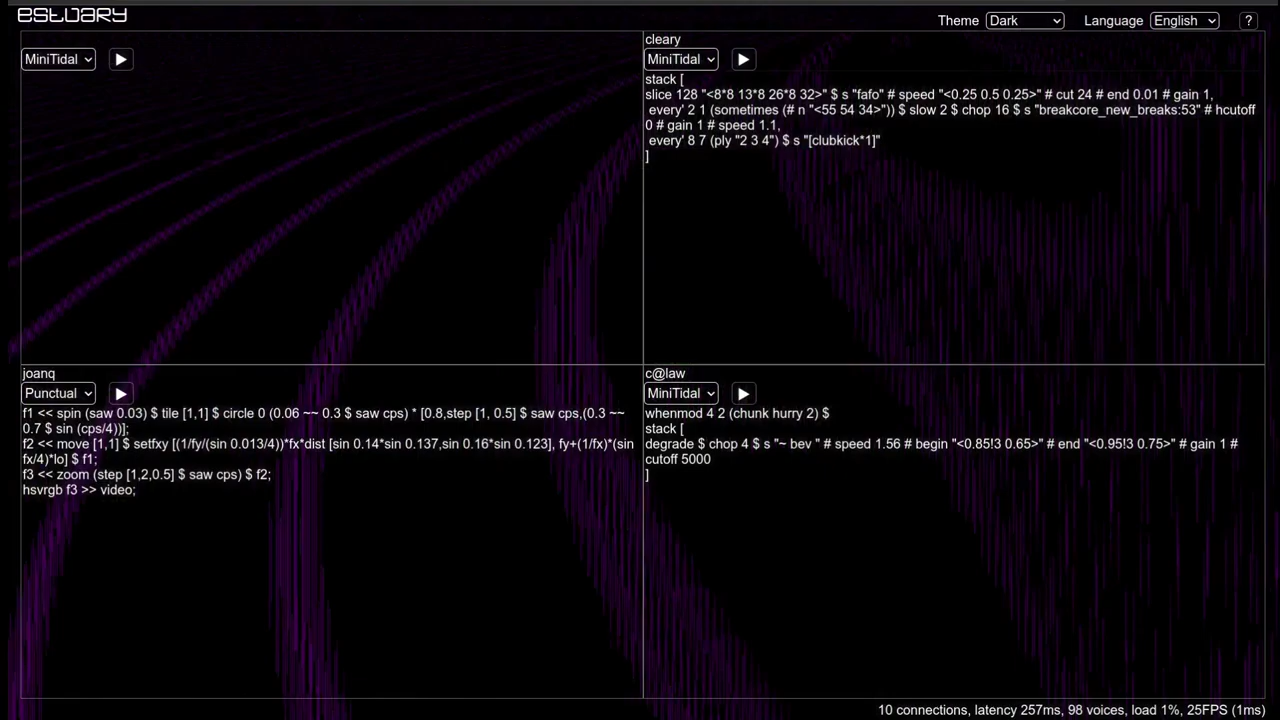 estuary
Theme Dark Language English ?
MiniTidal
cleary
MiniTidal
stack [
slice 128 "<8*8 13*8 26*8 32>" $ s "fafo" # speed "<0.25 0.5 0.25>" # cut 24 # end 0.01 # gain 1,
every' 2 1 (sometimes (# n "<55 54 34>")) $ slow 2 $ chop 16 $ s "breakcore_new_breaks:53" # hcutoff
0 # gain 1 # speed 1.1,
every' 8 7 (ply "2 3 4") $ s "[clubkick*1]"
]
joanq
Punctual
f1 << spin (saw 0.03) $ tile [1,1] $ circle 0 (0.06 ~~ 0.3 $ saw cps) * [0.8,step [1, 0.5] $ saw cps,(0.3 ~~
0.7 $ sin (cps/4))];
f2 << move [1,1] $ setfxy [(1/fy/(sin 0.013/4))*fx*dist [sin 0.14*sin 0.137,sin 0.16*sin 0.123], fy+(1/fx)*(sin
fx/4)*lo] $ f1;
f3 << zoom (step [1,2,0.5] $ saw cps) $ f2;
hsvrgb f3 >> video;
c@law
MiniTidal
whenmod 4 2 (chunk hurry 2) $
stack [
degrade $ chop 4 $ s "~ bev " # speed 1.56 # begin "<0.85!3 0.65>" # end "<0.95!3 0.75>" # gain 1 #
cutoff 5000
]
10 connections, latency 257ms, 98 voices, load 1%, 25FPS (1ms)